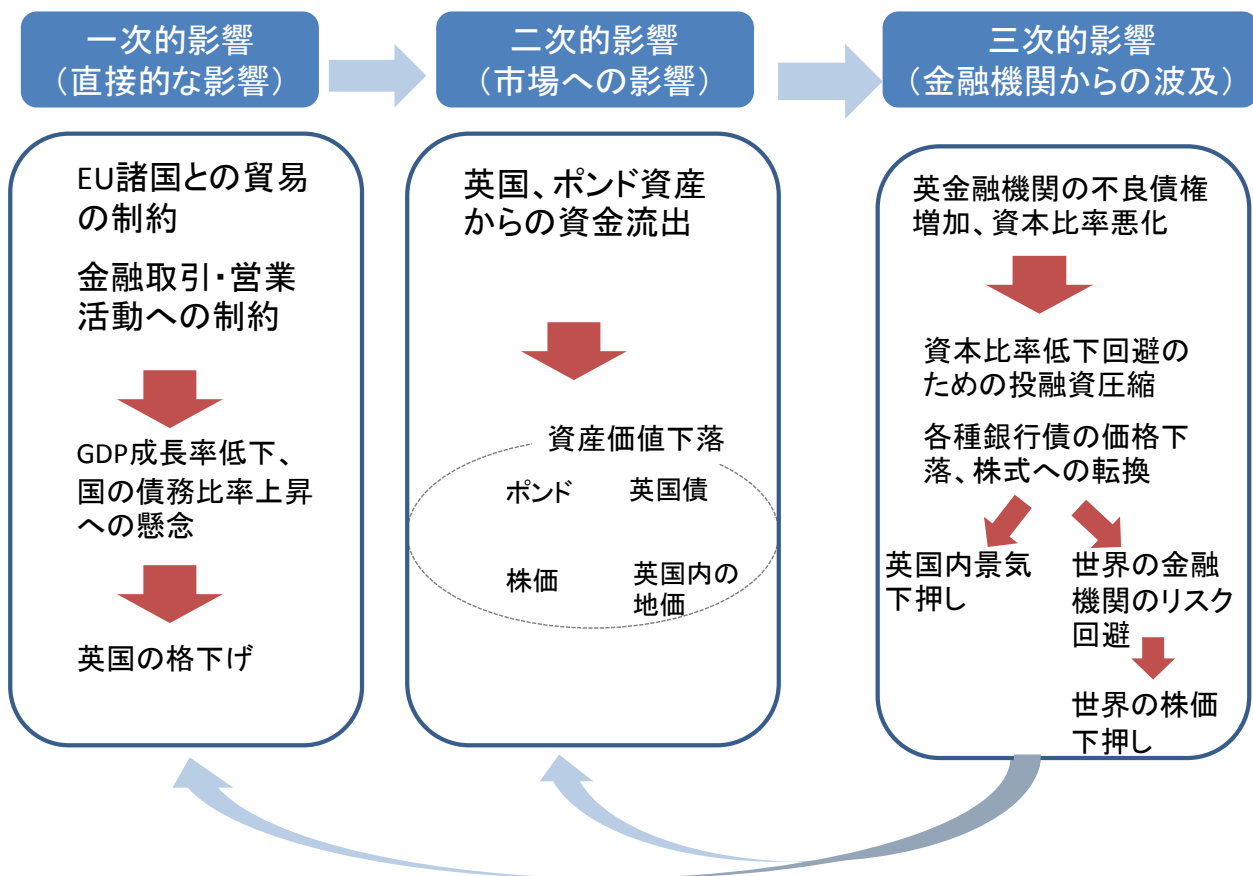 一次的影響
(直接的な影響)
二次的影響
(市場への影響)
三次的影響
(金融機関からの波及)
EU諸国との貿易
の制約
金融取引・営業
活動への制約
GDP成長率低下、
国の債務比率上昇
への懸念
英国の格下げ
英国、ポンド資産
からの資金流出
資産価値下落
ポンド
英国債
株価
英国内の
地価
英金融機関の不良債権
増加、資本比率悪化
資本比率低下回避の
ための投融資圧縮
各種銀行債の価格下
落、株式への転換
英国内景気
下押し
世界の金融
機関のリスク
回避
世界の株価
下押し